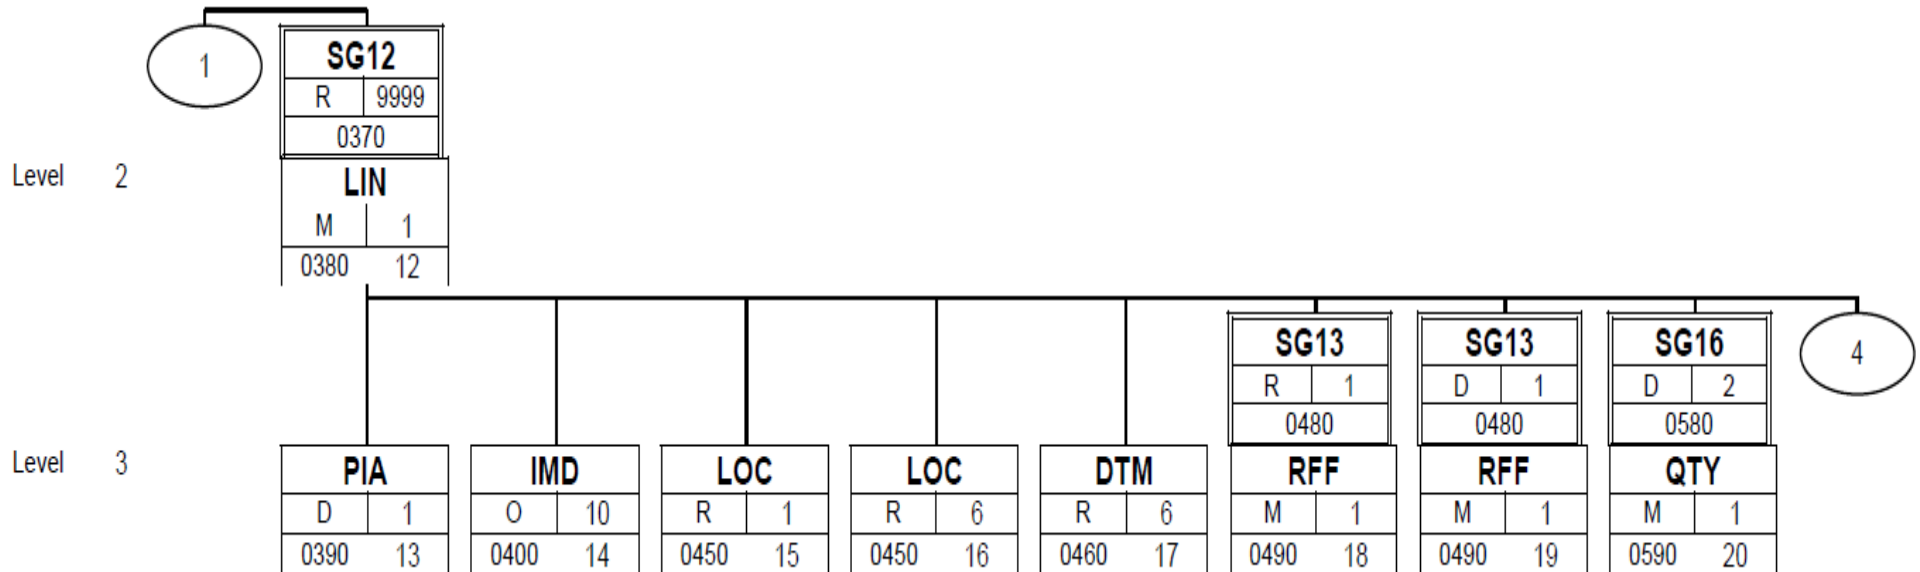 1
SG12
R 9999
0370
Level 2
LIN
M 1
0380 12
SG13 SG13 SG16 4
R 1 D 1 D 2
0480 0480 0580
Level 3
PIA IMD LOC LOC DTM RFF RFF QTY
D 1 O 10 R 1 R 6 R 6 M 1 M 1 M 1
0390 13 0400 14 0450 15 0450 16 0460 17 0490 18 0490 19 0590 20